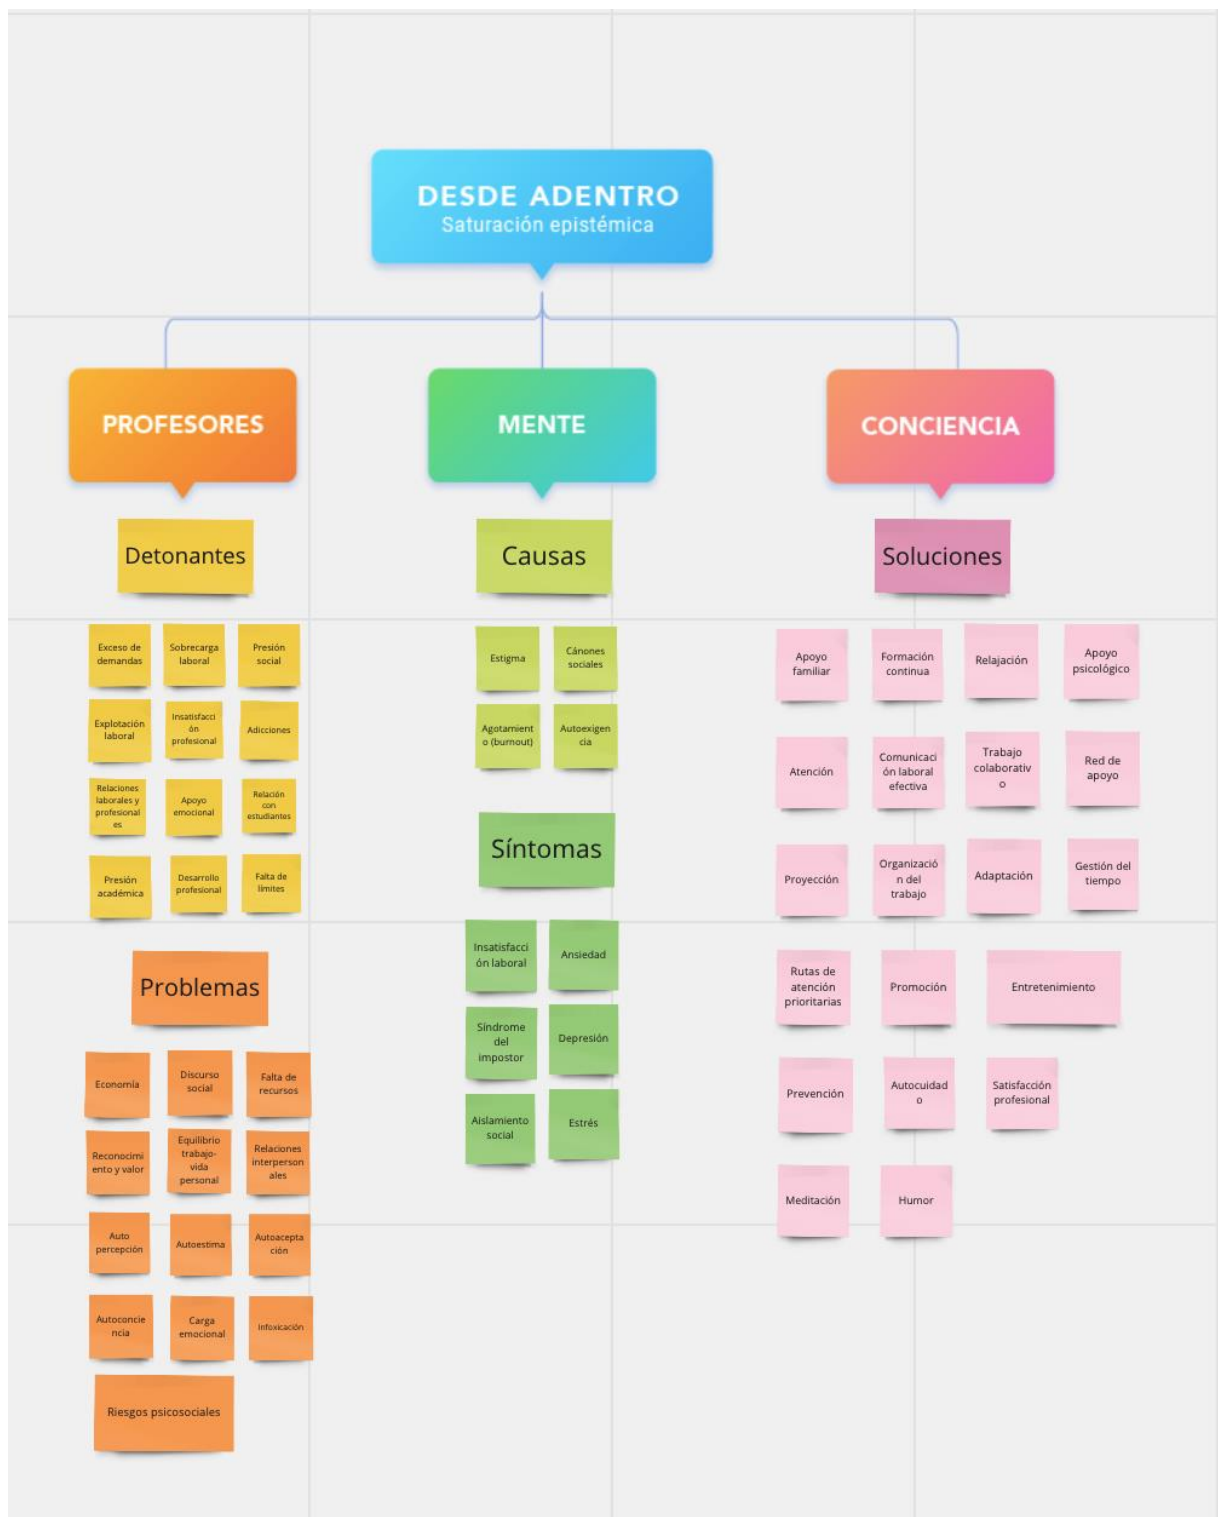 DESDE ADENTRO
Saturación epistémica
PROFESORES
MENTE
CONCIENCIA
Detonantes
Exceso de
demandas
Sobrecarga
laboral
Presión
social
Explotación
laboral
Insatisfacci
ón
profesional
Adicciones
Relaciones
laborales y
profesional
es
Apoyo
emocional
Relación
con
estudiantes
Presión
académica
Desarrollo
profesional
Falta de
límites
Problemas
Economía
Discurso
social
Falta de
recursos
Reconocimi
ento y valor
Equilibrio
trabajo-
vida
personal
Relaciones
interperson
ales
Auto
percepción
Autoestima
Autoacepta
ción
Autoconcie
ncia
Carga
emocional
Infoxicación
Riesgos psicosociales
Causas
Estigma
Cánones
sociales
Agotamient
o (burnout)
Autoexigen
cia
Síntomas
Insatisfacci
ón laboral
Ansiedad
Síndrome
del
impostor
Depresión
Aislamiento
social
Estrés
Soluciones
Apoyo
familiar
Formación
continua
Relajación
Apoyo
psicológico
Atención
Comunicaci
ón laboral
efectiva
Trabajo
colaborativ
o
Red de
apoyo
Proyección
Organizació
n del
trabajo
Adaptación
Gestión del
tiempo
Rutas de
atención
prioritarias
Promoción
Entretenimiento
Prevención
Autocuidad
o
Satisfacción
profesional
Meditación
Humor